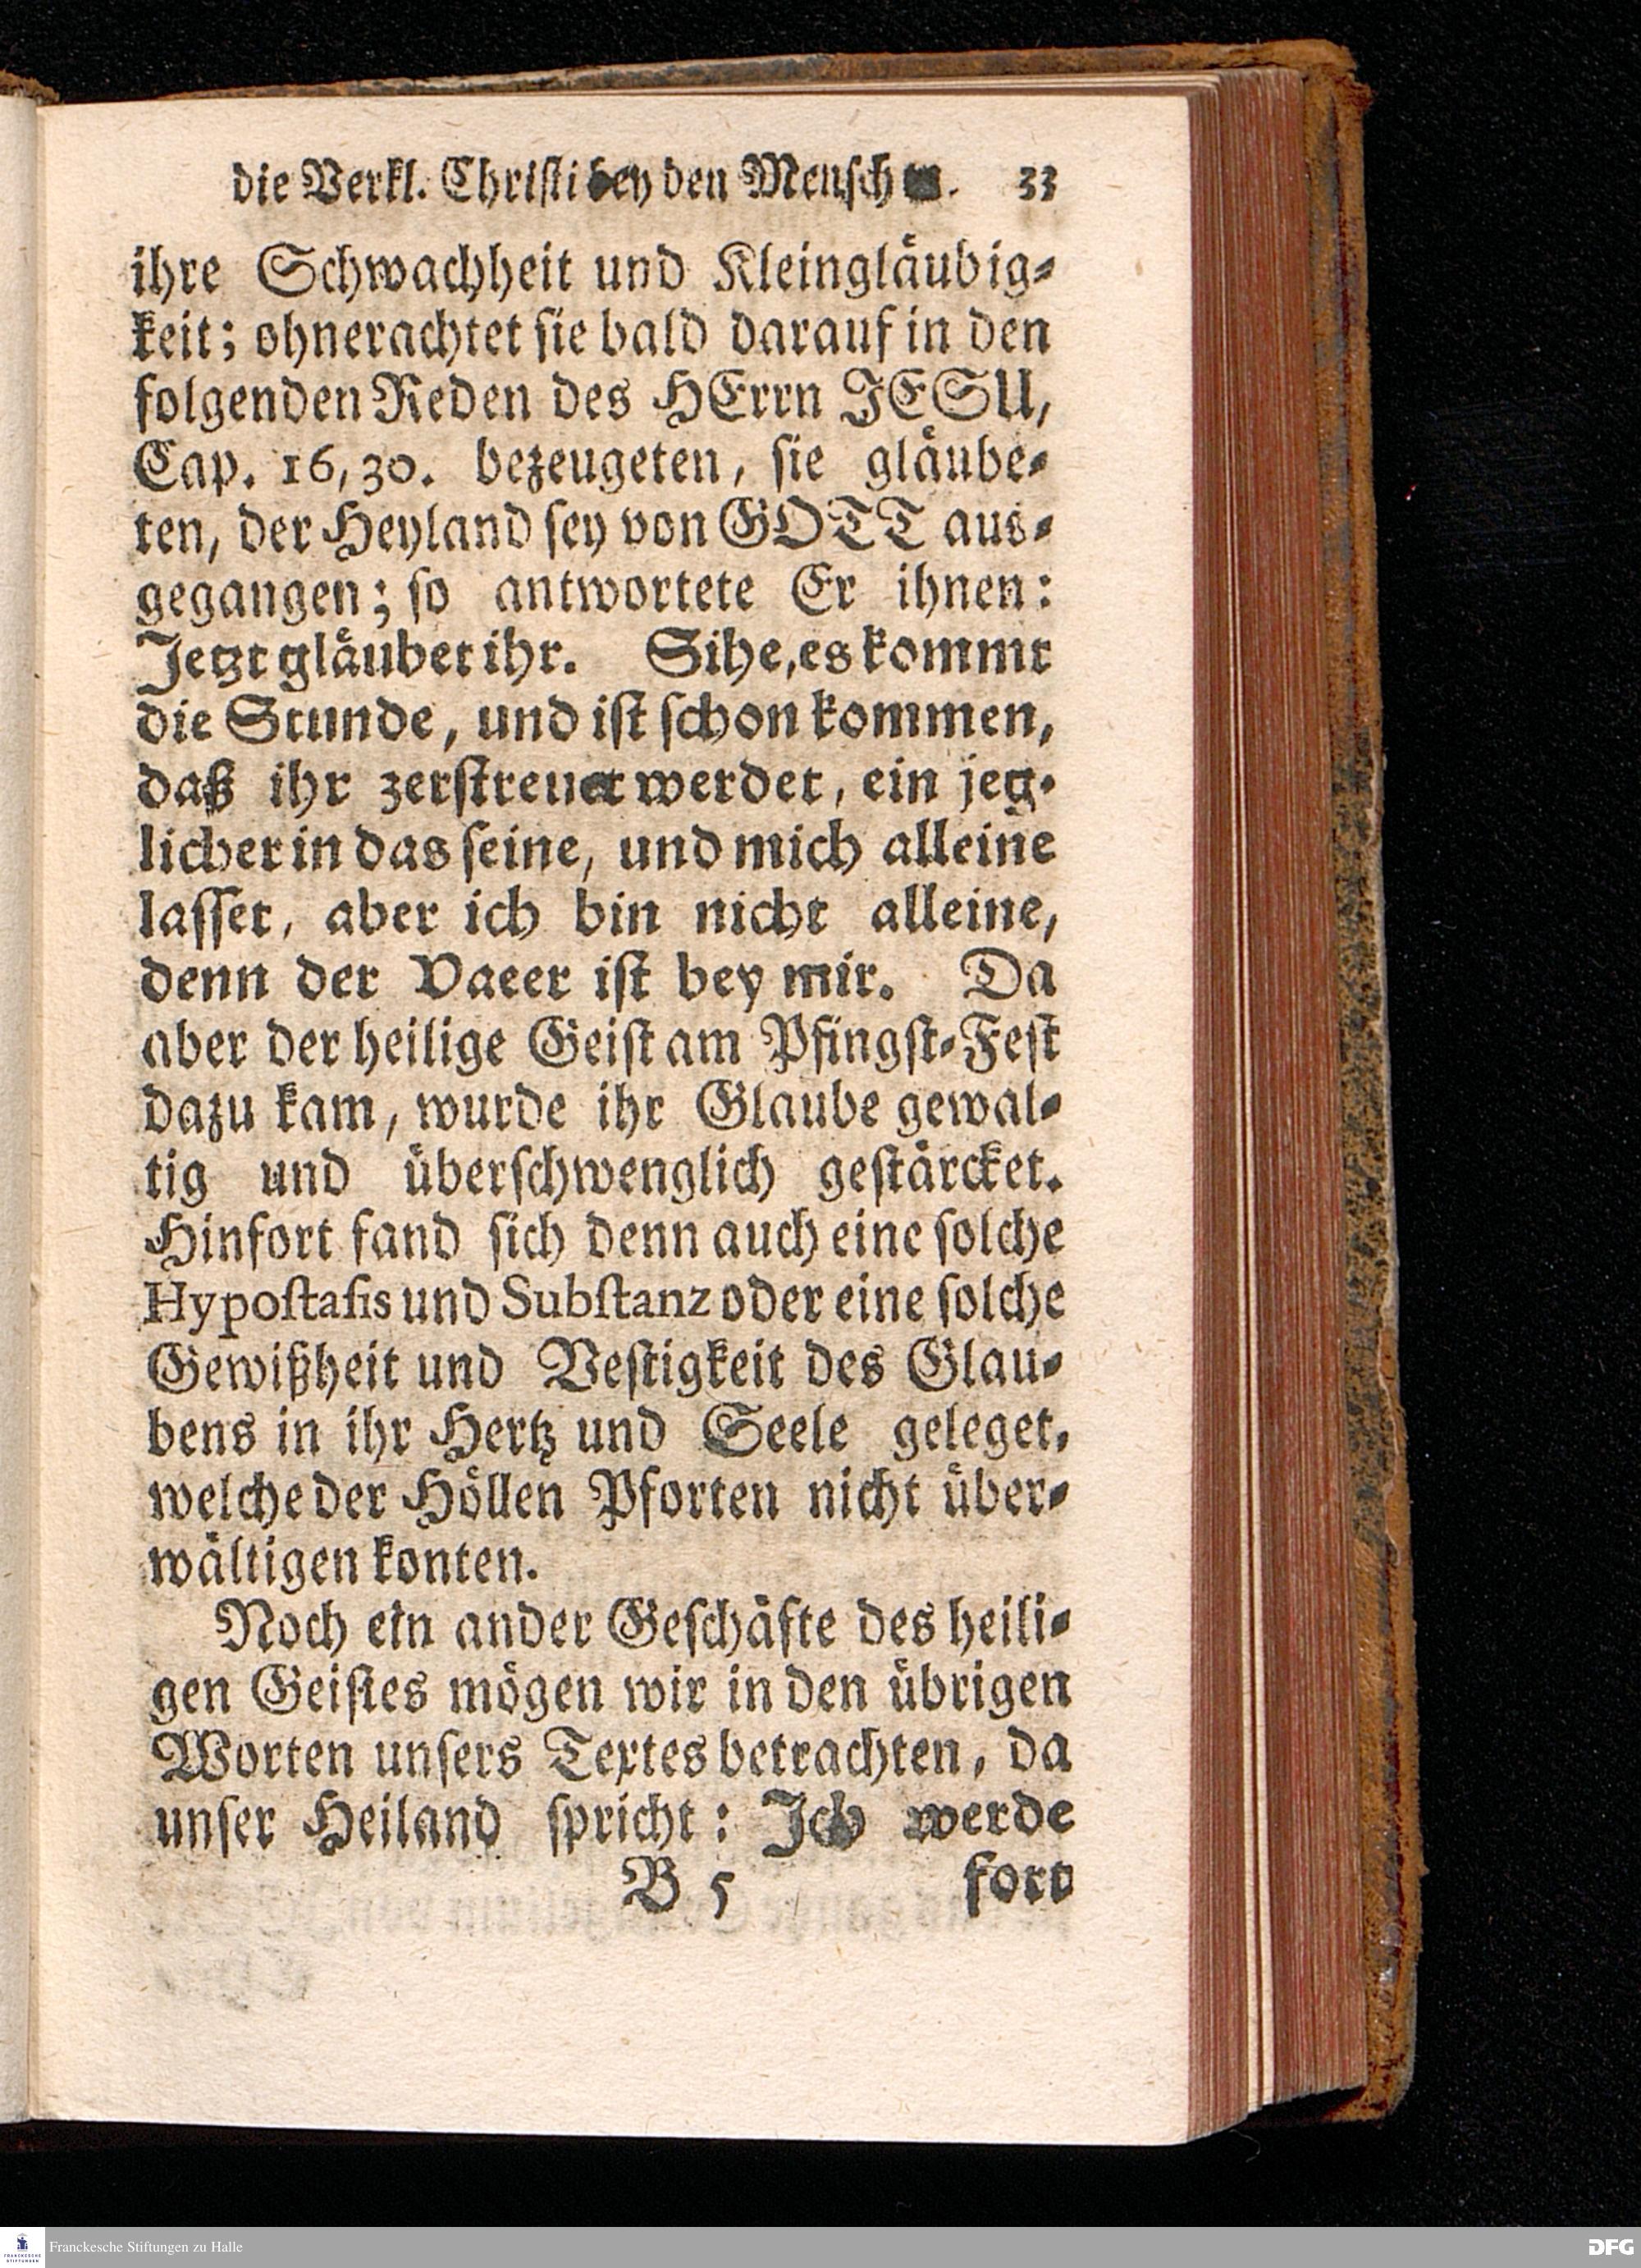 die Verkl. Christi bey den Menschen. 33
ihre Schwachheit und Kleingläubig-
keit; ohnerachtet sie bald darauf in den
folgenden Reden des HErrn JESU,
Cap. 16, 30. bezeugeten, sie gläube-
ten, der Heyland sey von GOTT aus-
gegangen; so antwortete Er ihnen:
Jetzt gläubet ihr. Sihe, es kommt
die Stunde, und ist schon kommen,
daß ihr zerstreuet werdet, ein jeg-
licher in das seine, und mich alleine
lasset, aber ich bin nicht alleine,
denn der Vaeer ist bey mir. Da
aber der heilige Geist am Pfingst-Fest
dazu kam, wurde ihr Glaube gewal-
tig und überschwenglich gestärcket.
Hinfort fand sich denn auch eine solche
Hypostasis und Substanz oder eine solche
Gewißheit und Vestigkeit des Glau-
bens in ihr Hertz und Seele geleget,
welche der Höllen Pforten nicht über-
wältigen konten.
Noch ein ander Geschäfte des heili-
gen Geistes mögen wir in den übrigen
Worten unsers Textes betrachten, da
unser Heiland spricht: Ich werde
B 5 fort
Franckesche Stiftungen zu Halle
DFG